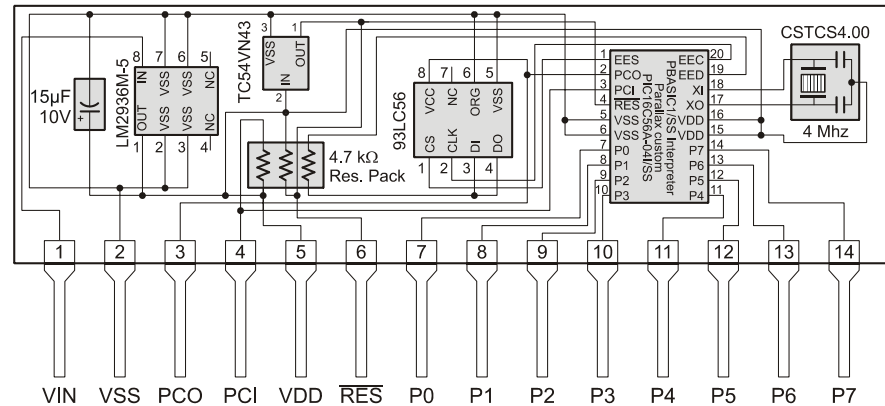 15µF
10V
+
LM2936M-5
8 7 6 5
IN VSS VSS NC
OUT VSS VSS NC
1 2 3 4
TC54VN43
3 1
VSS OUT
IN
2
4.7 kΩ
Res. Pack
93LC56
8 7 6 5
VCC NC ORG VSS
CS CLK DI DO
1 2 3 4
PBASIC1/SS Interpreter
Parallax custom
PIC16C56A-04I/SS
1 EES EEC 20
2 PCO EED 19
3 PCI XI 18
4 RES XO 17
5 VSS VDD 16
6 VSS VDD 15
7 P0 P7 14
8 P1 P6 13
9 P2 P5 12
10 P3 P4 11
CSTCS4.00
4 Mhz
1 2 3 4 5 6 7 8 9 10 11 12 13 14
VIN VSS PCO PCI VDD RES P0 P1 P2 P3 P4 P5 P6 P7